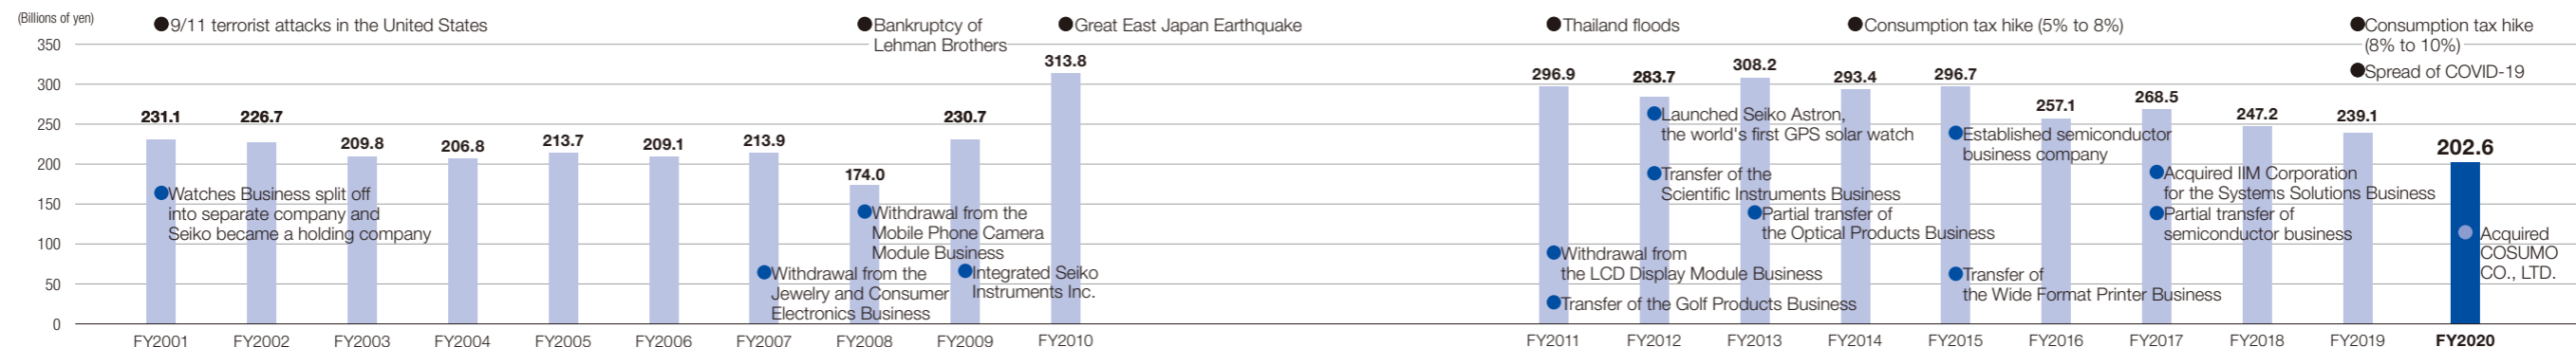 (Billions of yen)
●9/11 terrorist attacks in the United States
●Bankruptcy of
Lehman Brothers
●Great East Japan Earthquake
●Thailand floods
●Consumption tax hike (5% to 8%)
●Consumption tax hike
(8% to 10%)
●Spread of COVID-19
350
300
250
200
150
100
50
0
231.1
226.7
209.8
206.8
213.7
209.1
213.9
174.0
230.7
313.8
296.9
283.7
308.2
293.4
296.7
257.1
268.5
247.2
239.1
202.6
●Watches Business split off
into separate company and
Seiko became a holding company
●Withdrawal from the
Jewelry and Consumer
Electronics Business
●Withdrawal from the
Mobile Phone Camera
Module Business
●Integrated Seiko
Instruments Inc.
●Withdrawal from
the LCD Display Module Business
●Transfer of the Golf Products Business
●Launched Seiko Astron,
the world's first GPS solar watch
●Transfer of the
Scientific Instruments Business
●Partial transfer of
the Optical Products Business
●Established semiconductor
business company
●Transfer of
the Wide Format Printer Business
●Acquired IIM Corporation
for the Systems Solutions Business
●Partial transfer of
semiconductor business
●Acquired
COSUMO
CO., LTD.
FY2001
FY2002
FY2003
FY2004
FY2005
FY2006
FY2007
FY2008
FY2009
FY2010
FY2011
FY2012
FY2013
FY2014
FY2015
FY2016
FY2017
FY2018
FY2019
FY2020